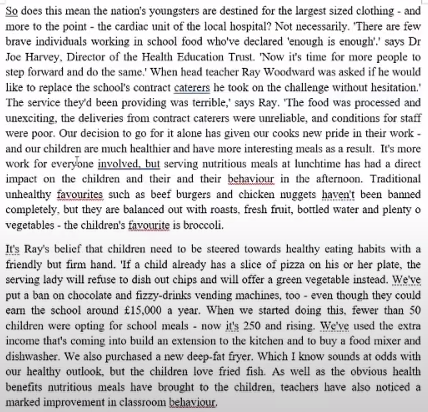 So does this mean the nation's youngsters are destined for the largest sized clothing - and
more to the point - the cardiac unit of the local hospital? Not necessarily. 'There are few
brave individuals working in school food who've declared 'enough is enough'.' says Dr
Joe Harvey, Director of the Health Education Trust. 'Now it's time for more people to
step forward and do the same.' When head teacher Ray Woodward was asked if he would
like to replace the school's contract caterers he took on the challenge without hesitation.'
The service they'd been providing was terrible,' says Ray. 'The food was processed and
unexciting, the deliveries from contract caterers were unreliable, and conditions for staff
were poor. Our decision to go for it alone has given our cooks new pride in their work -
and our children are much healthier and have more interesting meals as a result.  It's more
work for everyone involved, but serving nutritious meals at lunchtime has had a direct
impact on the children and their and their behaviour in the afternoon. Traditional
unhealthy favourites such as beef burgers and chicken nuggets haven't been banned
completely, but they are balanced out with roasts, fresh fruit, bottled water and plenty o
vegetables - the children's favourite is broccoli.
It's Ray's belief that children need to be steered towards healthy eating habits with a
friendly but firm hand. 'If a child already has a slice of pizza on his or her plate, the
serving lady will refuse to dish out chips and will offer a green vegetable instead. We've
put a ban on chocolate and fizzy-drinks vending machines, too - even though they could
earn the school around £15,000 a year. When we started doing this, fewer than 50
children were opting for school meals - now it's 250 and rising. We've used the extra
income that's coming into build an extension to the kitchen and to buy a food mixer and
dishwasher. We also purchased a new deep-fat fryer. Which I know sounds at odds with
our healthy outlook, but the children love fried fish. As well as the obvious health
benefits nutritious meals have brought to the children, teachers have also noticed a
marked improvement in classroom behaviour.